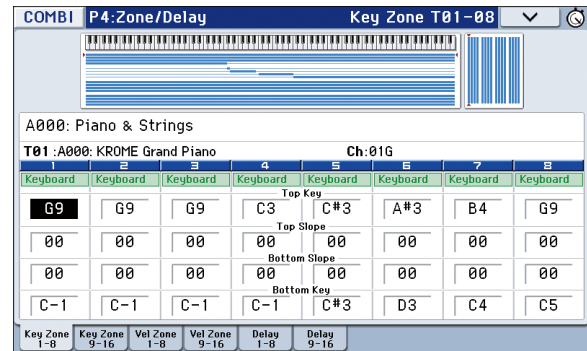 COMBI P4:Zone/Delay Key Zone T01-08
A000: Piano & Strings
T01 :A000: KROME Grand Piano Ch:01G
1 2 3 4 5 6 7 8
Keyboard Keyboard Keyboard Keyboard Keyboard Keyboard Keyboard Keyboard
Top Key
G9 G9 G9 C3 C#3 A#3 B4 G9
Top Slope
00 00 00 00 00 00 00 00
Bottom Slope
00 00 00 00 00 00 00 00
Bottom Key
C-1 C-1 C-1 C-1 C#3 D3 C4 C5
Key Zone 1-8 Key Zone 9-16 Vel Zone 1-8 Vel Zone 9-16 Delay 1-8 Delay 9-16